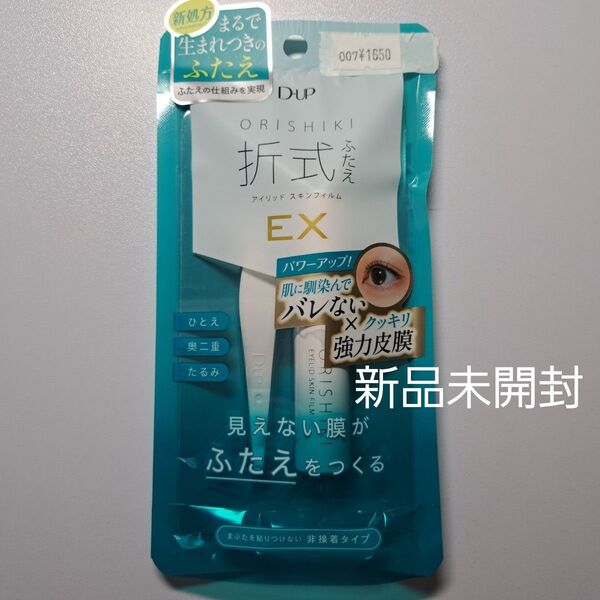 新処方
まるで
生まれつきの
ふたえ
ふたえの仕組みを実現
007¥1650
D-UP
ORISHIKI
折式
ふたえ
アイリッド スキンフィルム
EX
パワーアップ!
肌に馴染んで
バレない
×
クッキリ
強力皮膜
ひとえ
奥二重
たるみ
D-UP
ORISHIKI
EYELID SKIN FILM
新品未開封
見えない膜が
ふたえをつくる
まぶたを貼りつけない 非接着タイプ